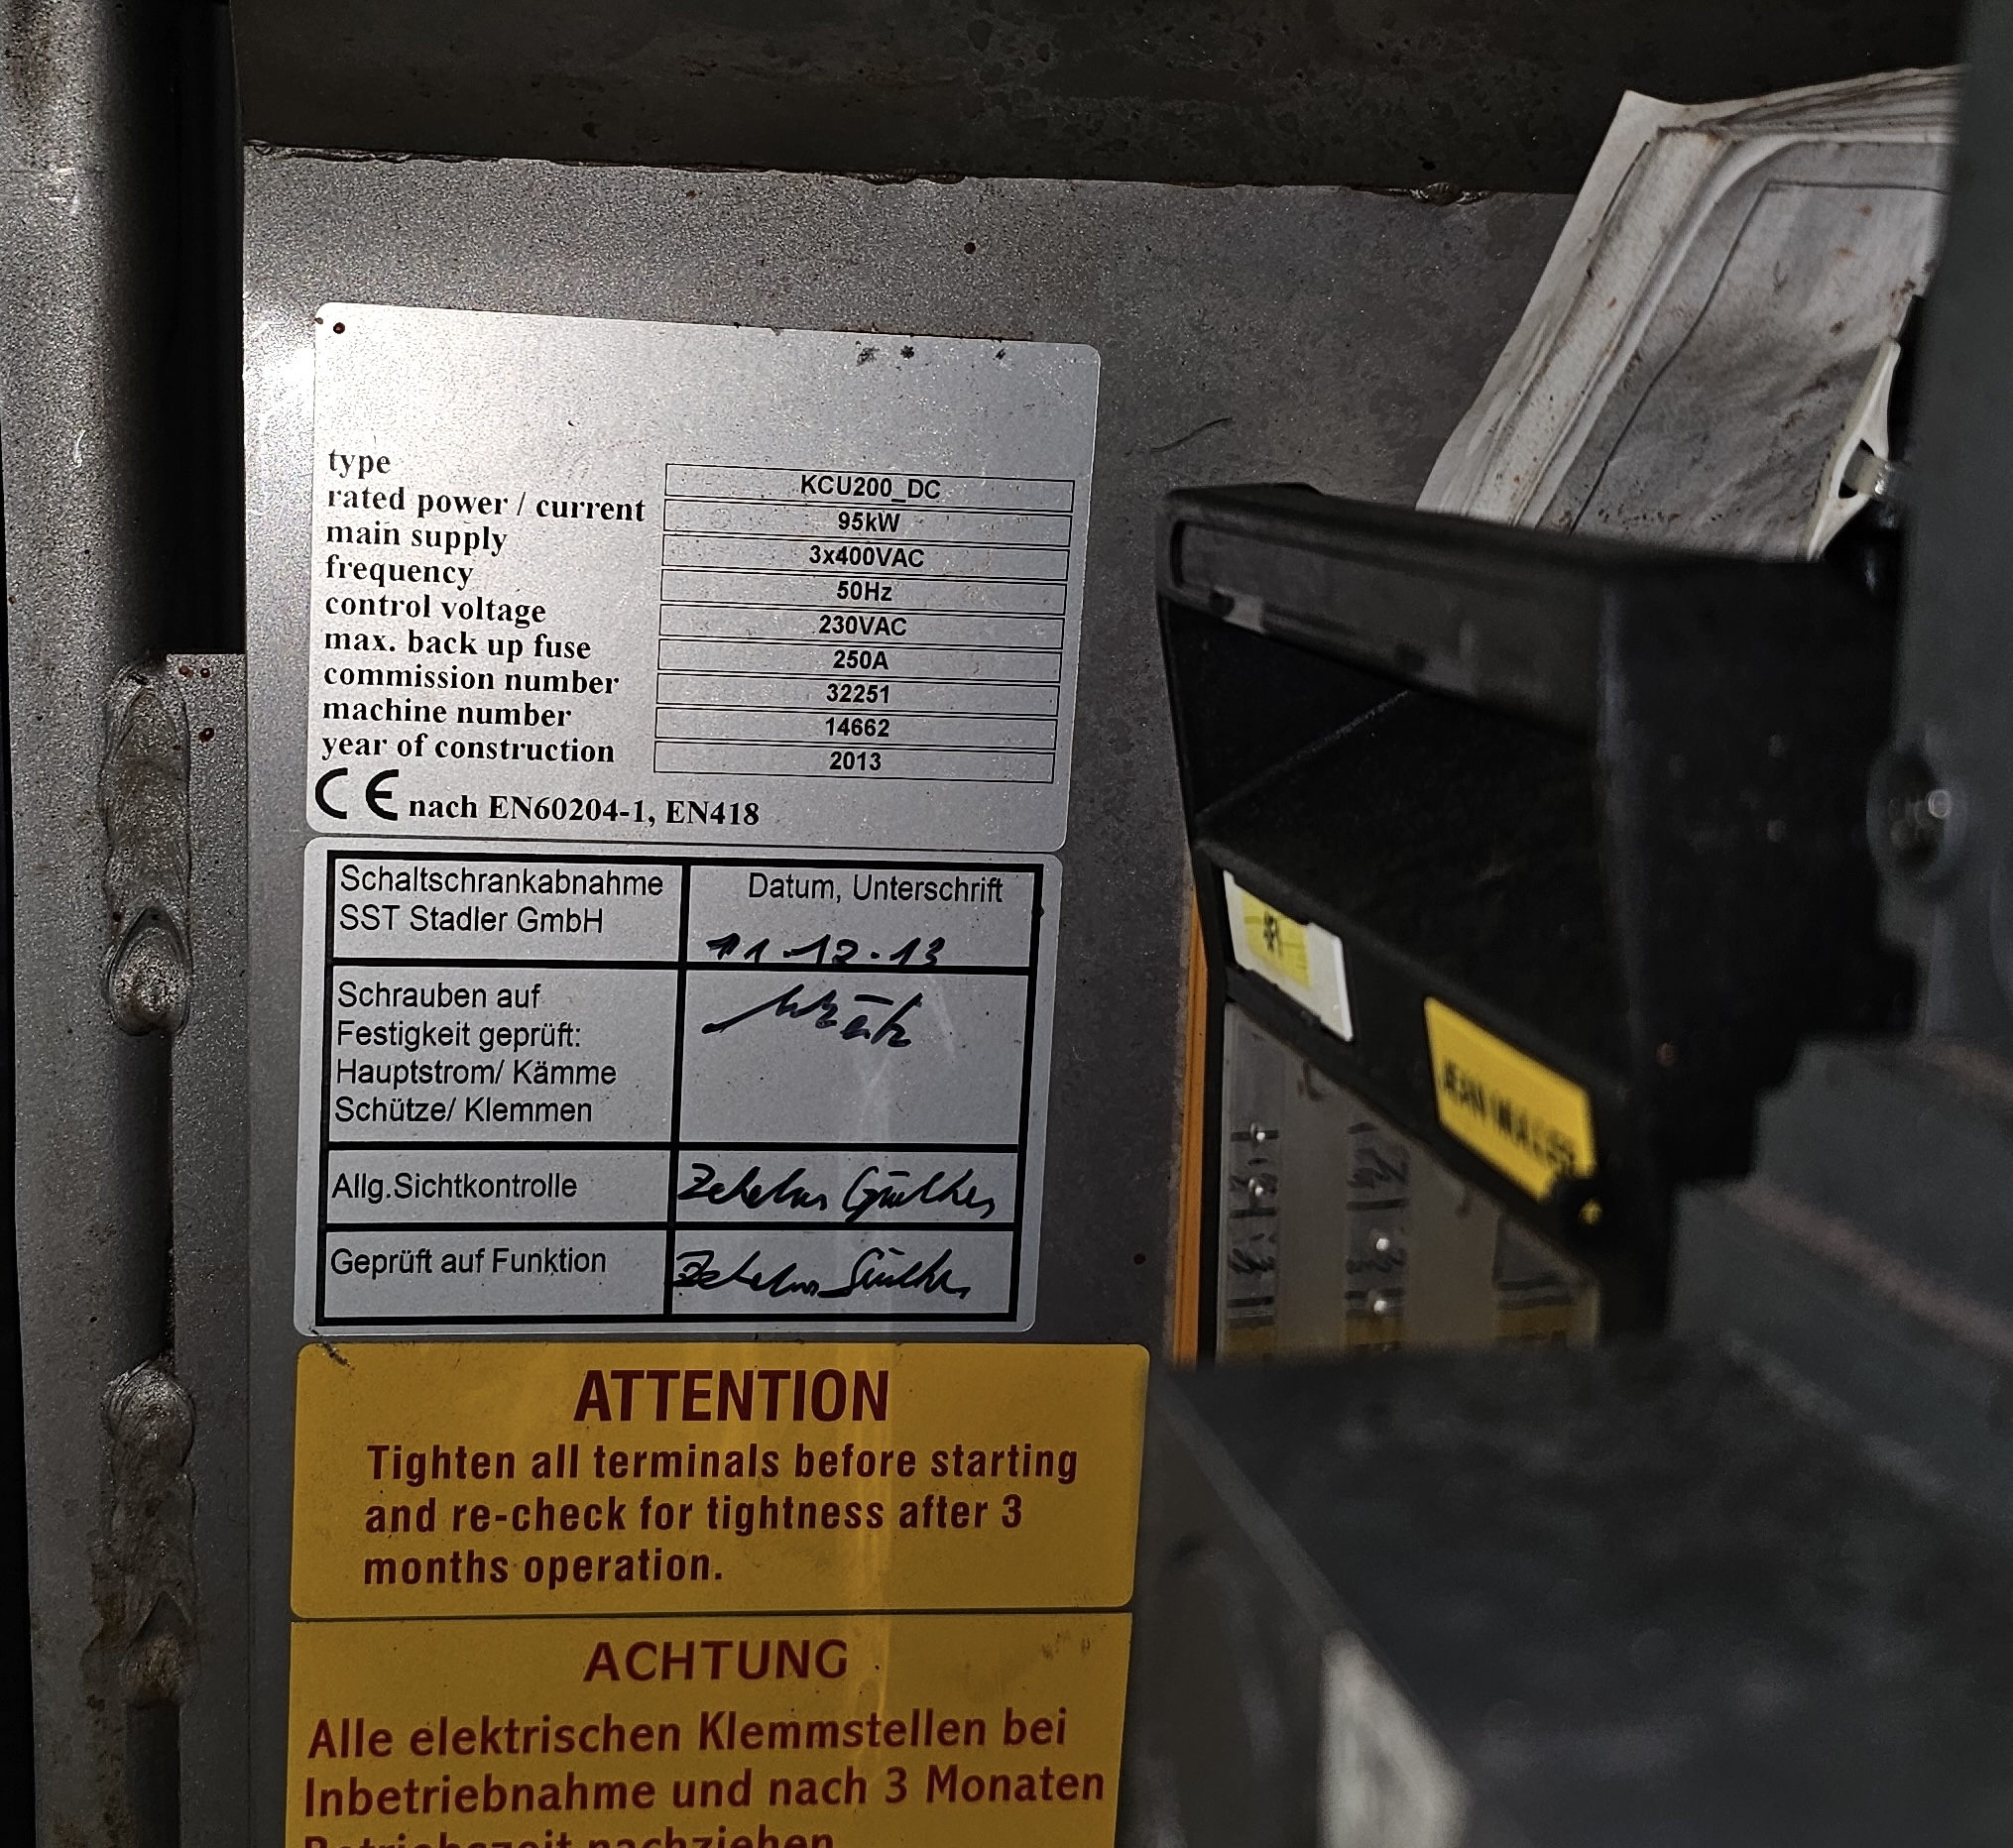 type KCU200_DC
rated power / current 95kW
main supply 3x400VAC
frequency 50Hz
control voltage 230VAC
max. back up fuse 250A
commission number 32251
machine number 14662
year of construction 2013
CE nach EN60204-1, EN418
Schaltschrankabnahme
SST Stadler GmbH
Datum, Unterschrift
11.12.13
Schrauben auf
Festigkeit geprüft:
Hauptstrom/ Kämme
Schütze/ Klemmen
Allg.Sichtkontrolle
Geprüft auf Funktion
ATTENTION
Tighten all terminals before starting
and re-check for tightness after 3
months operation.
ACHTUNG
Alle elektrischen Klemmstellen bei
Inbetriebnahme und nach 3 Monaten
Betriebszeit nachziehen